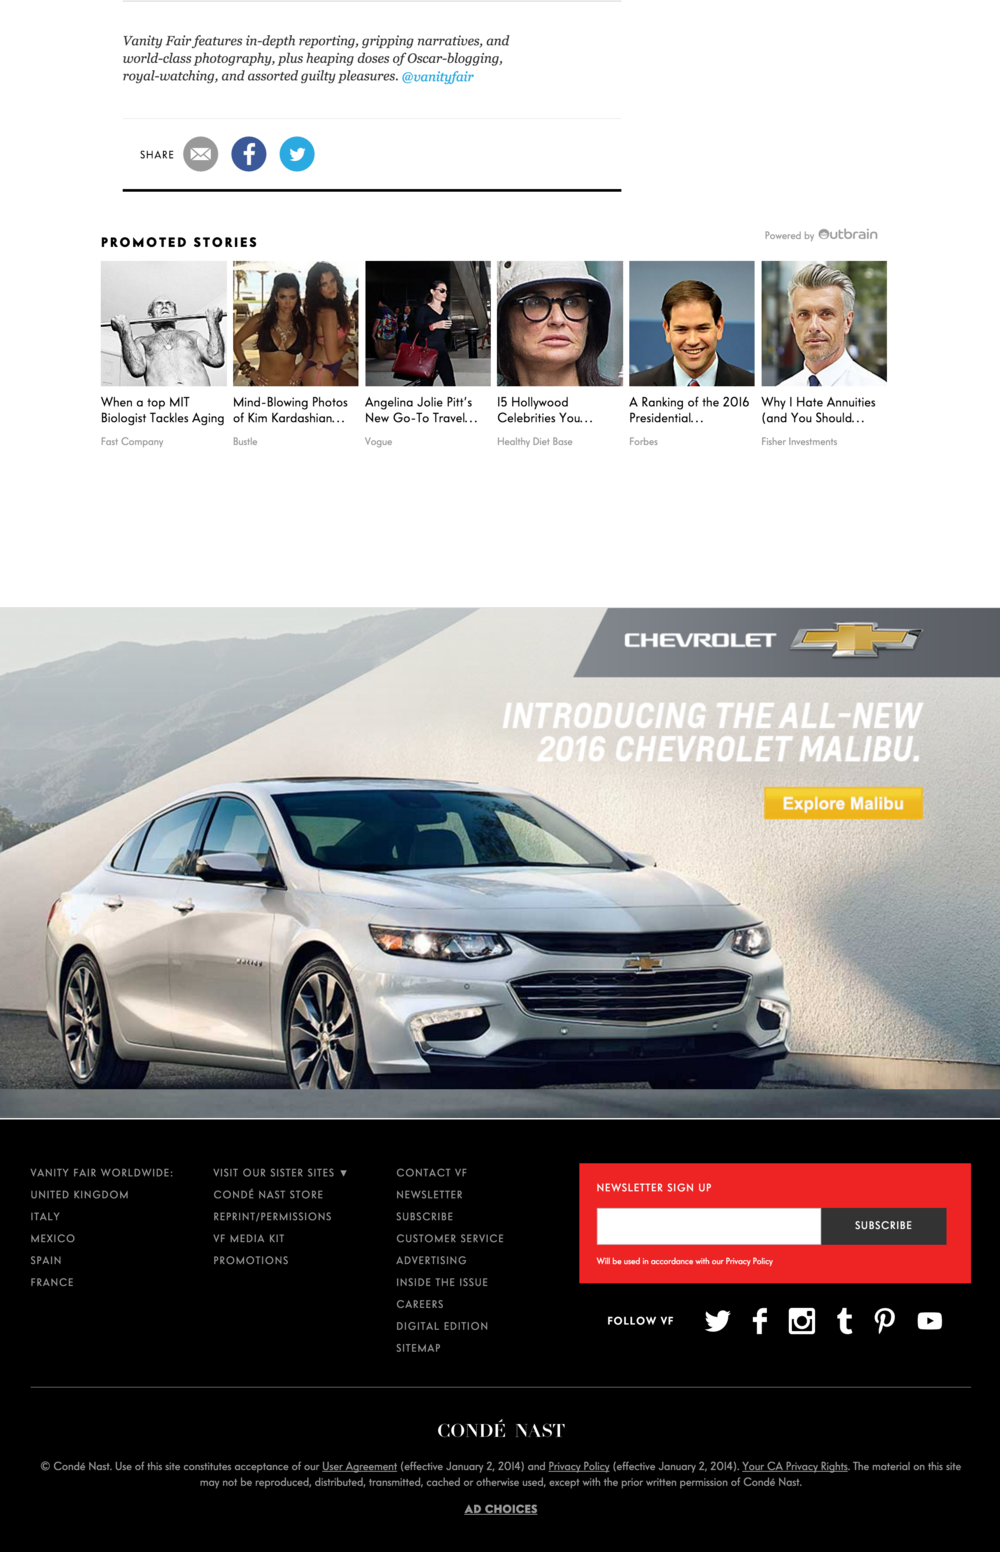 Vanity Fair features in-depth reporting, gripping narratives, and
world-class photography, plus heaping doses of Oscar-blogging,
royal-watching, and assorted guilty pleasures. @vanityfair
SHARE
PROMOTED STORIES
Powered by Outbrain
When a top MIT
Biologist Tackles Aging
Fast Company
Mind-Blowing Photos
of Kim Kardashian...
Bustle
Angelina Jolie Pitt's
New Go-To Travel...
Vogue
15 Hollywood
Celebrities You...
Healthy Diet Base
A Ranking of the 2016
Presidential...
Forbes
Why I Hate Annuities
(and You Should...
Fisher Investments
CHEVROLET
INTRODUCING THE ALL-NEW
2016 CHEVROLET MALIBU.
Explore Malibu
MALIBU
VANITY FAIR WORLDWIDE:
UNITED KINGDOM
ITALY
MEXICO
SPAIN
FRANCE
VISIT OUR SISTER SITES ▼
CONDÉ NAST STORE
REPRINT/PERMISSIONS
VF MEDIA KIT
PROMOTIONS
CONTACT VF
NEWSLETTER
SUBSCRIBE
CUSTOMER SERVICE
ADVERTISING
INSIDE THE ISSUE
CAREERS
DIGITAL EDITION
SITEMAP
NEWSLETTER SIGN UP
SUBSCRIBE
Will be used in accordance with our Privacy Policy
FOLLOW VF
CONDÉ NAST
© Condé Nast. Use of this site constitutes acceptance of our User Agreement (effective January 2, 2014) and Privacy Policy (effective January 2, 2014). Your CA Privacy Rights. The material on this site
may not be reproduced, distributed, transmitted, cached or otherwise used, except with the prior written permission of Condé Nast.
AD CHOICES